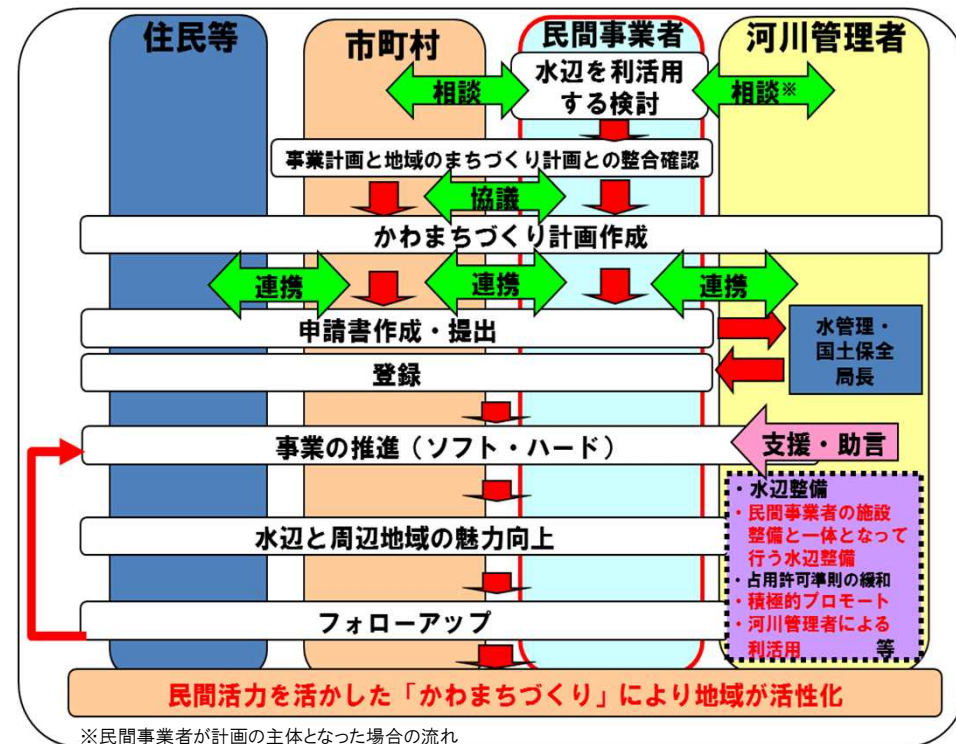 住民等
市町村
民間事業者
河川管理者
相談
水辺を利活用
する検討
相談※
事業計画と地域のまちづくり計画との整合確認
協議
かわまちづくり計画作成
連携
連携
連携
申請書作成・提出
水管理・
国土保全
局長
登録
事業の推進（ソフト・ハード）
支援・助言
・水辺整備
・民間事業者の施設
整備と一体となって
行う水辺整備
・占用許可準則の緩和
・積極的プロモート
・河川管理者による
利活用 等
水辺と周辺地域の魅力向上
フォローアップ
民間活力を活かした「かわまちづくり」により地域が活性化
※民間事業者が計画の主体となった場合の流れ